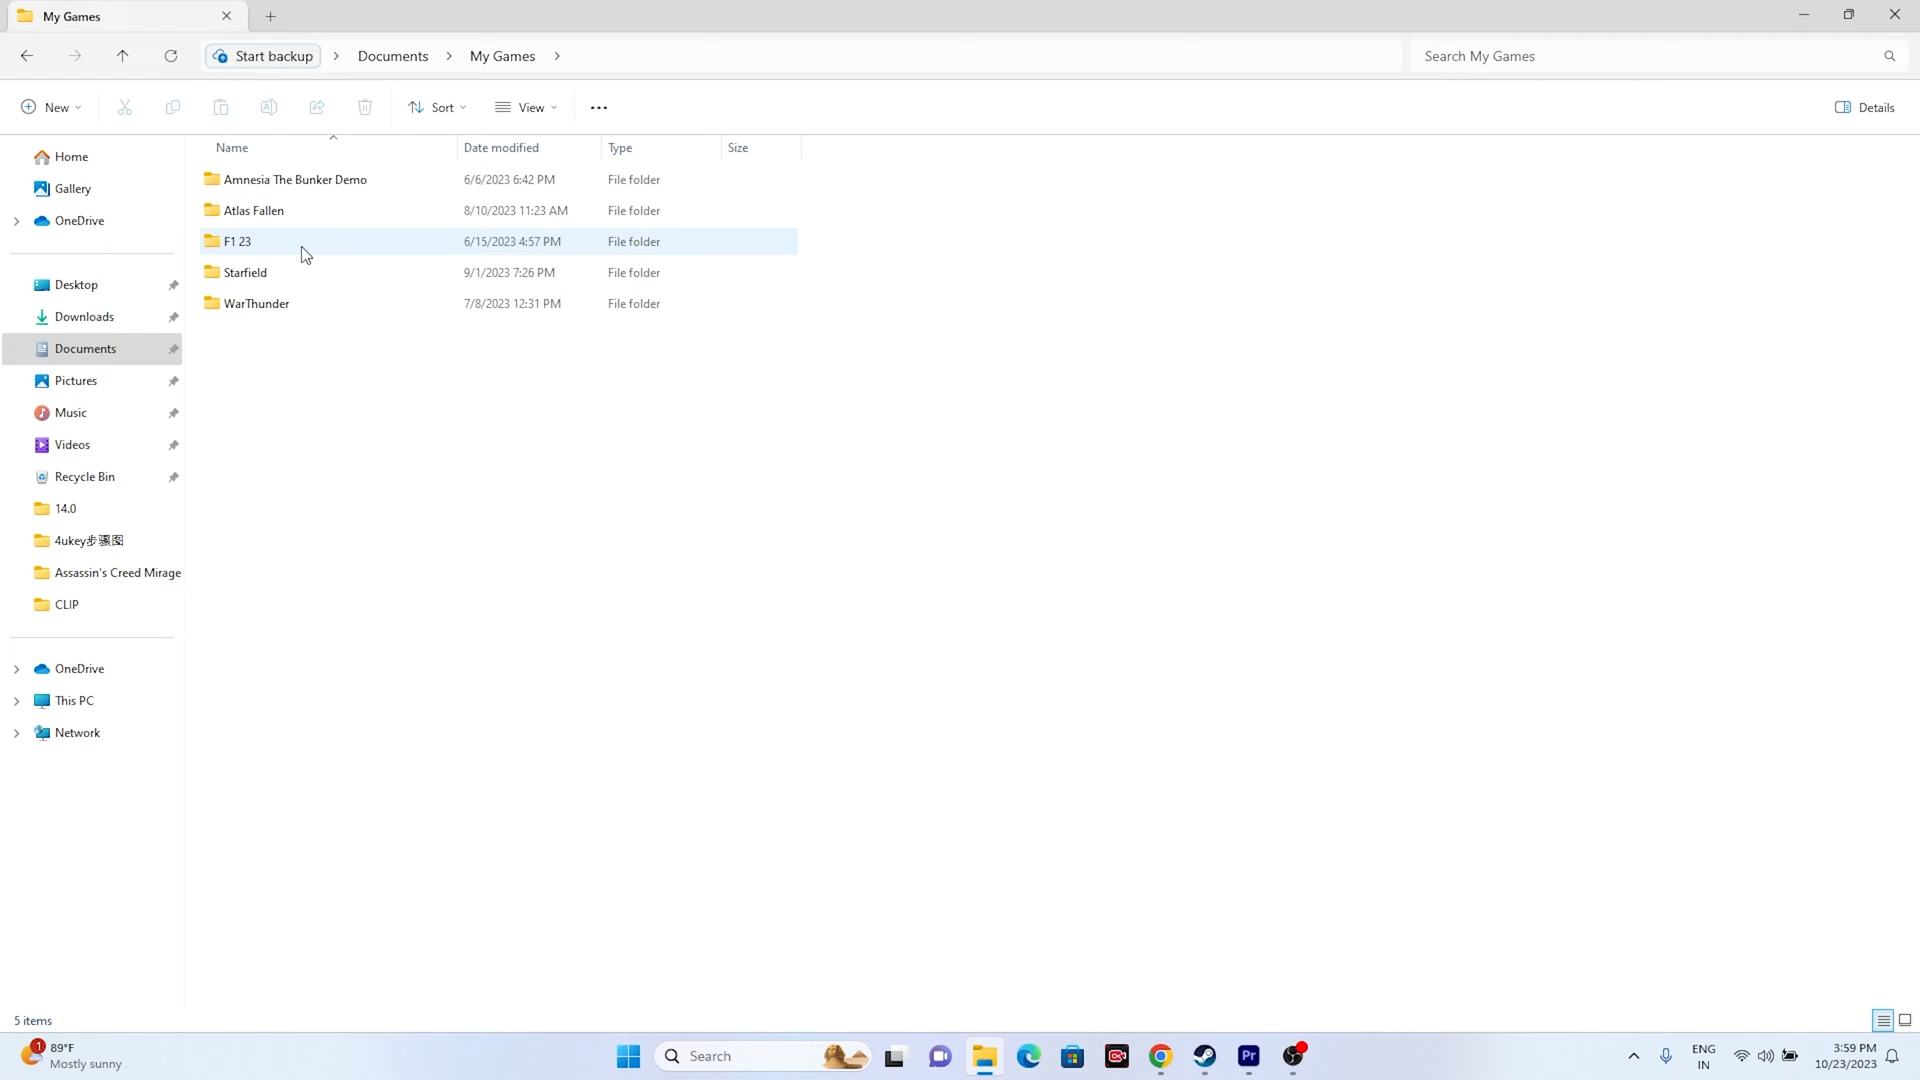 My Games
Start backup > Documents > My Games >
Search My Games
New
Sort
View
Details
Name Date modified Type Size
Amnesia The Bunker Demo 6/6/2023 6:42 PM File folder
Atlas Fallen 8/10/2023 11:23 AM File folder
F1 23 6/15/2023 4:57 PM File folder
Starfield 9/1/2023 7:26 PM File folder
WarThunder 7/8/2023 12:31 PM File folder
Home
Gallery
OneDrive
Desktop
Downloads
Documents
Pictures
Music
Videos
Recycle Bin
14.0
4ukey步骤图
Assassin's Creed Mirage
CLIP
OneDrive
This PC
Network
5 items
1
89°F
Mostly sunny
Search
Pr
ENG
IN
3:59 PM
10/23/2023